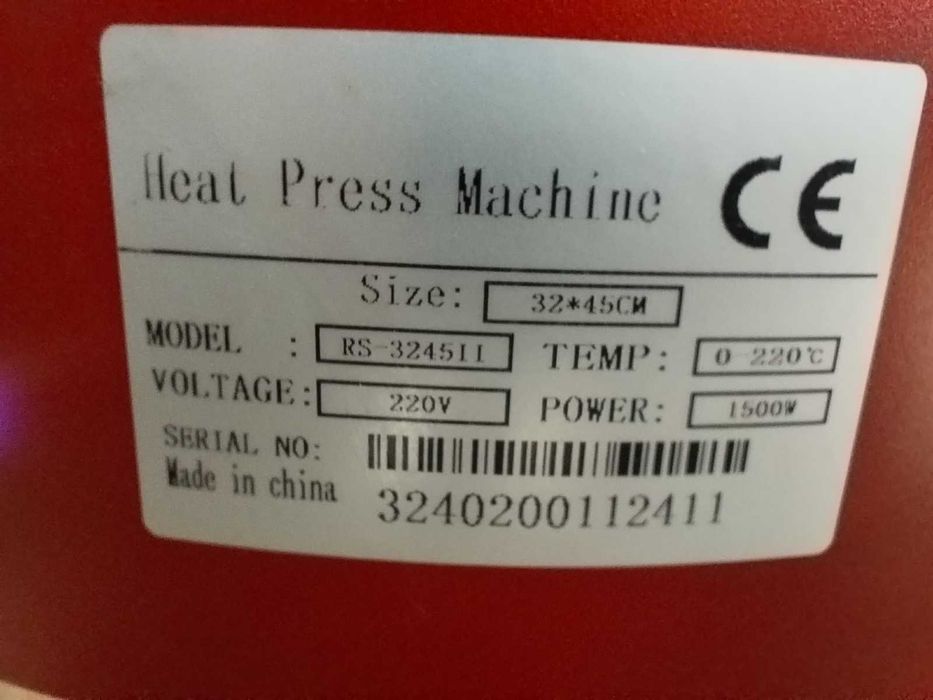 Heat Press Machine CE
Size: 32*45CM
MODEL : RS-3245II TEMP: 0-220℃
VOLTAGE: 220V POWER: 1500W
SERIAL NO:
Made in china 3240200112411